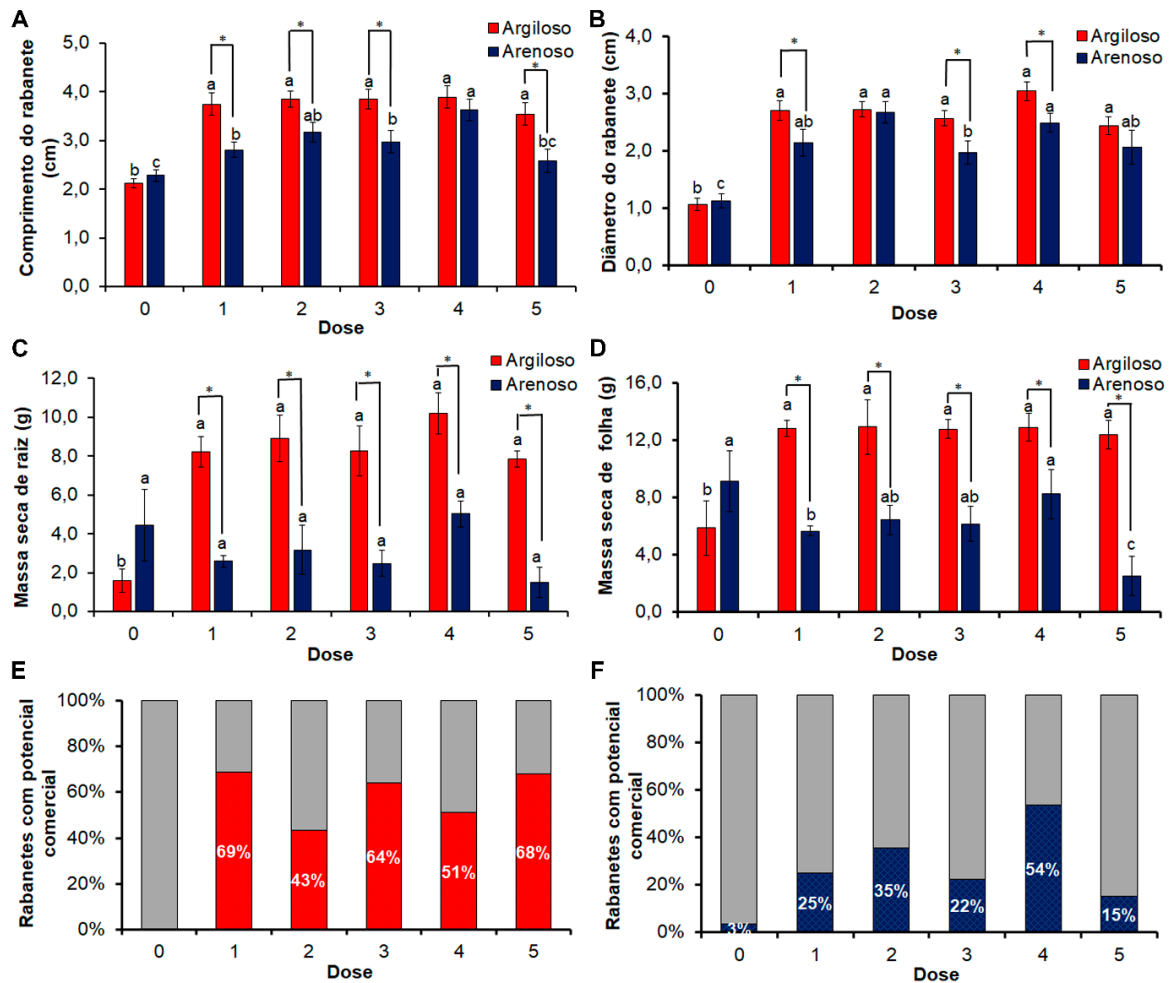 A
Argiloso
Arenoso
Comprimento do rabanete
(cm)
5,0
4,0
3,0
2,0
1,0
0,0
* * * *
b c a b a ab a b a a a bc
0 1 2 3 4 5
Dose
B
Argiloso
Arenoso
Diâmetro do rabanete (cm)
4,0
3,0
2,0
1,0
0,0
* * *
b c a ab a a a b a a a ab
0 1 2 3 4 5
Dose
C
Argiloso
Arenoso
Massa seca de raiz (g)
12,0
10,0
8,0
6,0
4,0
2,0
0,0
* * * * *
b a a a a a a a a a a a
0 1 2 3 4 5
Dose
D
Argiloso
Arenoso
Massa seca de folha (g)
16,0
12,0
8,0
4,0
0,0
* * * * *
b a a b a ab a ab a a a c
0 1 2 3 4 5
Dose
E
Rabanetes com potencial
comercial
100%
80%
60%
40%
20%
0%
69% 43% 64% 51% 68%
0 1 2 3 4 5
Dose
F
Rabanetes com potencial
comercial
100%
80%
60%
40%
20%
0%
3% 25% 35% 22% 54% 15%
0 1 2 3 4 5
Dose